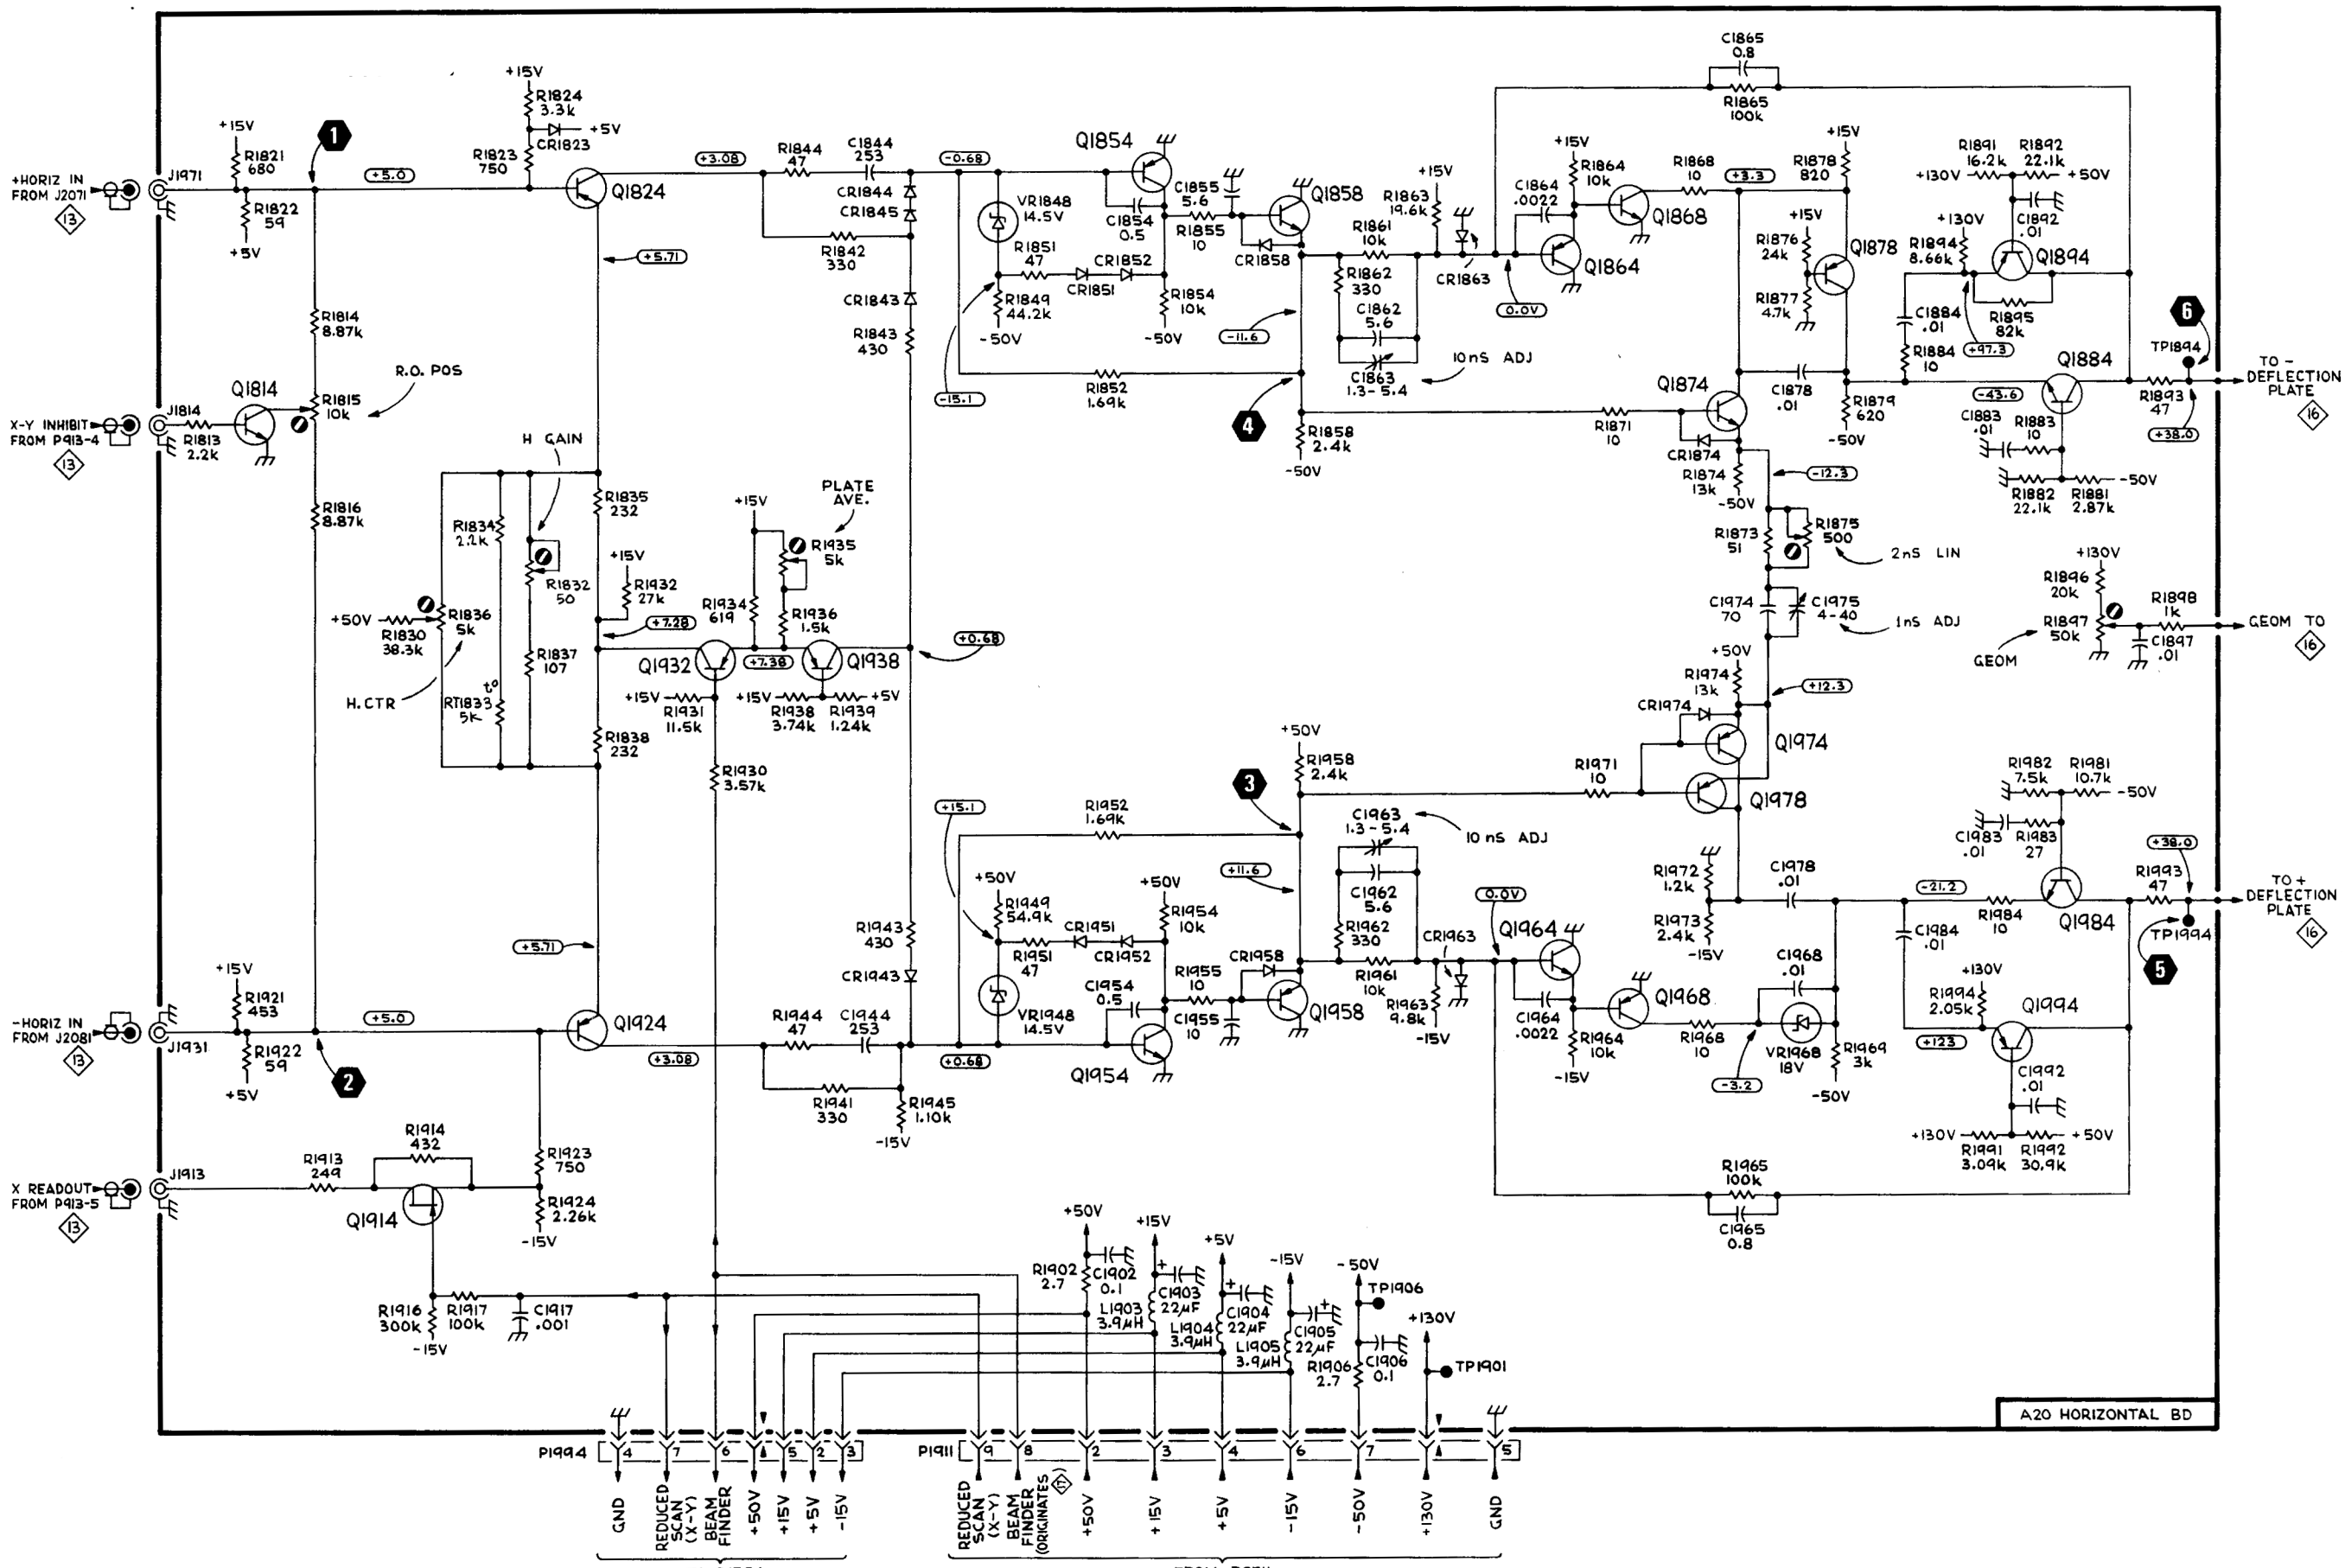 +HORIZ IN
FROM J2071
13
J1971
+15V
R1821
680
R1822
59
+5V
1
+5.0
+15V
R1824
3.3k
+5V
CR1823
R1823
750
Q1824
+3.08
R1844
47
C1844
253
CR1844
CR1845
R1842
330
CR1843
R1843
430
-0.68
VR1848
14.5V
R1851
47
CR1851
CR1852
R1849
44.2k
-50V
-15.1
Q1854
C1854
0.5
R1854
10k
-50V
C1855
5.6
R1855
10
Q1858
CR1858
R1852
1.69k
-11.6
4
R1858
2.4k
-50V
R1861
10k
R1862
330
C1862
5.6
C1863
1.3-5.4
10nS ADJ
+15V
R1863
19.6k
CR1863
0.0V
C1865
0.8
R1865
100k
+15V
R1864
10k
C1864
.0022
Q1864
Q1868
R1868
10
+3.3
+15V
R1878
820
+15V
R1876
24k
R1877
4.7k
Q1878
Q1874
C1878
.01
R1879
620
-50V
R1871
10
CR1874
R1874
13k
-50V
-12.3
R1891
16.2k
R1892
22.1k
+130V
+50V
C1892
.01
+130V
R1894
8.66k
Q1894
R1895
82k
C1884
.01
R1884
10
+97.3
Q1884
-43.6
C1883
.01
R1883
10
-50V
R1882
22.1k
R1881
2.87k
6
TP1894
R1893
47
+38.0
TO -
DEFLECTION
PLATE
16
X-Y INHIBIT
FROM P913-4
13
J1814
R1813
2.2k
Q1814
R1814
8.87k
R1815
10k
R.O. POS
R1816
8.87k
+5.71
H GAIN
R1835
232
R1834
2.2k
R1832
50
+15V
R1932
27k
+50V
R1830
38.3k
R1836
5k
H.CTR
R1837
107
RT1833
5k
t°
R1838
232
+7.28
Q1932
+15V
R1934
619
PLATE
AVE.
R1935
5k
R1936
1.5k
+7.38
Q1938
+0.68
+15V
R1931
11.5k
+15V
R1938
3.74k
R1939
1.24k
+5V
R1930
3.57k
R1873
51
R1875
500
2nS LIN
C1974
70
C1975
4-40
1nS ADJ
+50V
R1974
13k
+12.3
CR1974
Q1974
Q1978
+130V
R1896
20k
R1897
50k
GEOM
R1898
1k
C1897
.01
GEOM TO
16
+15.1
R1952
1.69k
+50V
R1958
2.4k
3
+11.6
C1963
1.3-5.4
10 nS ADJ
C1962
5.6
R1962
330
R1961
10k
R1971
10
R1972
1.2k
R1973
2.4k
-15V
C1978
.01
R1982
7.5k
R1981
10.7k
-50V
C1983
.01
R1983
27
-21.2
R1984
10
Q1984
R1993
47
+38.0
TP1994
5
TO +
DEFLECTION
PLATE
16
+5.71
R1943
430
CR1943
+50V
R1949
54.9k
CR1951
R1951
47
CR1952
VR1948
14.5V
+50V
R1954
10k
C1954
0.5
Q1954
R1955
10
C1955
10
CR1958
Q1958
CR1963
R1963
9.8k
-15V
0.0V
Q1964
C1964
.0022
R1964
10k
-15V
Q1968
R1968
10
C1968
.01
VR1968
18V
-3.2
R1969
3k
-50V
C1984
.01
+130V
R1994
2.05k
Q1994
+123
C1992
.01
+130V
+50V
R1991
3.09k
R1992
30.9k
R1965
100k
C1965
0.8
-HORIZ IN
FROM J2081
13
J1931
+15V
R1921
453
R1922
59
+5V
2
+5.0
Q1924
+3.08
R1944
47
C1944
253
R1941
330
R1945
1.10k
-15V
+0.68
X READOUT
FROM P913-5
13
J1913
R1913
249
R1914
432
Q1914
R1923
750
R1924
2.26k
-15V
R1916
300k
-15V
R1917
100k
C1917
.001
+50V
R1902
2.7
C1902
0.1
+15V
+
C1903
22µF
L1903
3.9µH
+5V
+
C1904
22µF
L1904
3.9µH
-15V
+
C1905
22µF
L1905
3.9µH
-50V
TP1906
R1906
2.7
C1906
0.1
+130V
TP1901
A20 HORIZONTAL BD
P1994
4
7
6
1
5
2
3
GND
REDUCED
SCAN
(X-Y)
BEAM
FINDER
+50V
+15V
+5V
-15V
P1911
9
8
2
3
4
6
7
1
5
REDUCED
SCAN
(X-Y)
BEAM
FINDER
(ORIGINATES
17
)
+50V
+15V
+5V
-15V
-50V
+130V
GND